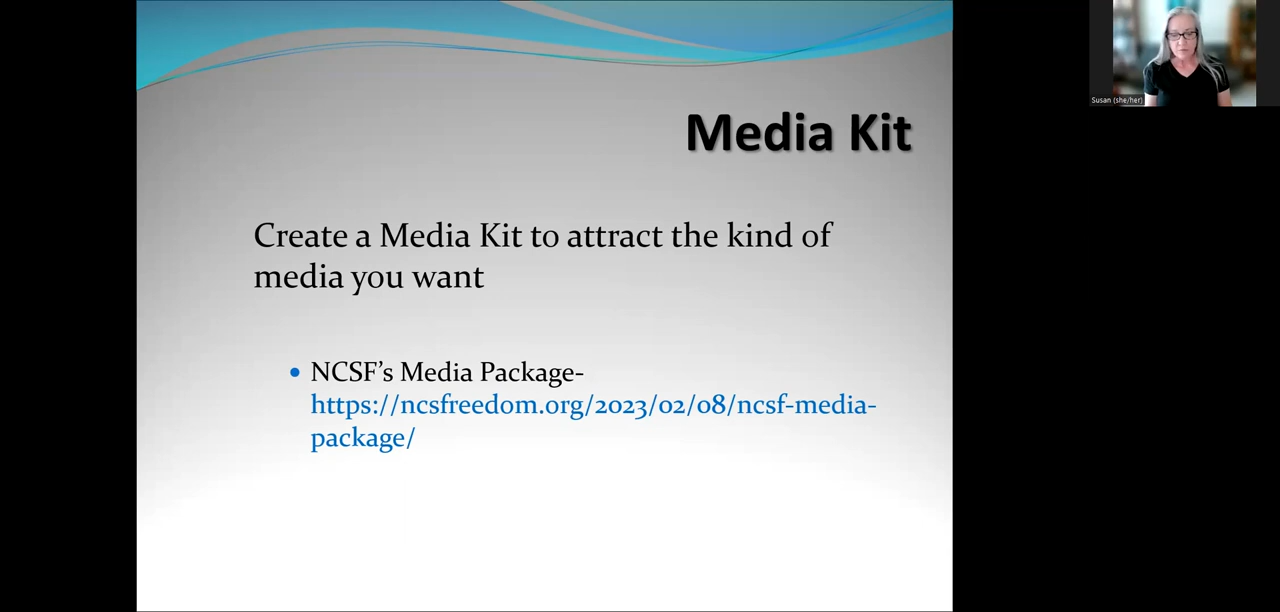 Media Kit
Create a Media Kit to attract the kind of
media you want
• NCSF’s Media Package-
https://ncsfreedom.org/2023/02/08/ncsf-media-
package/
Susan (she/her)